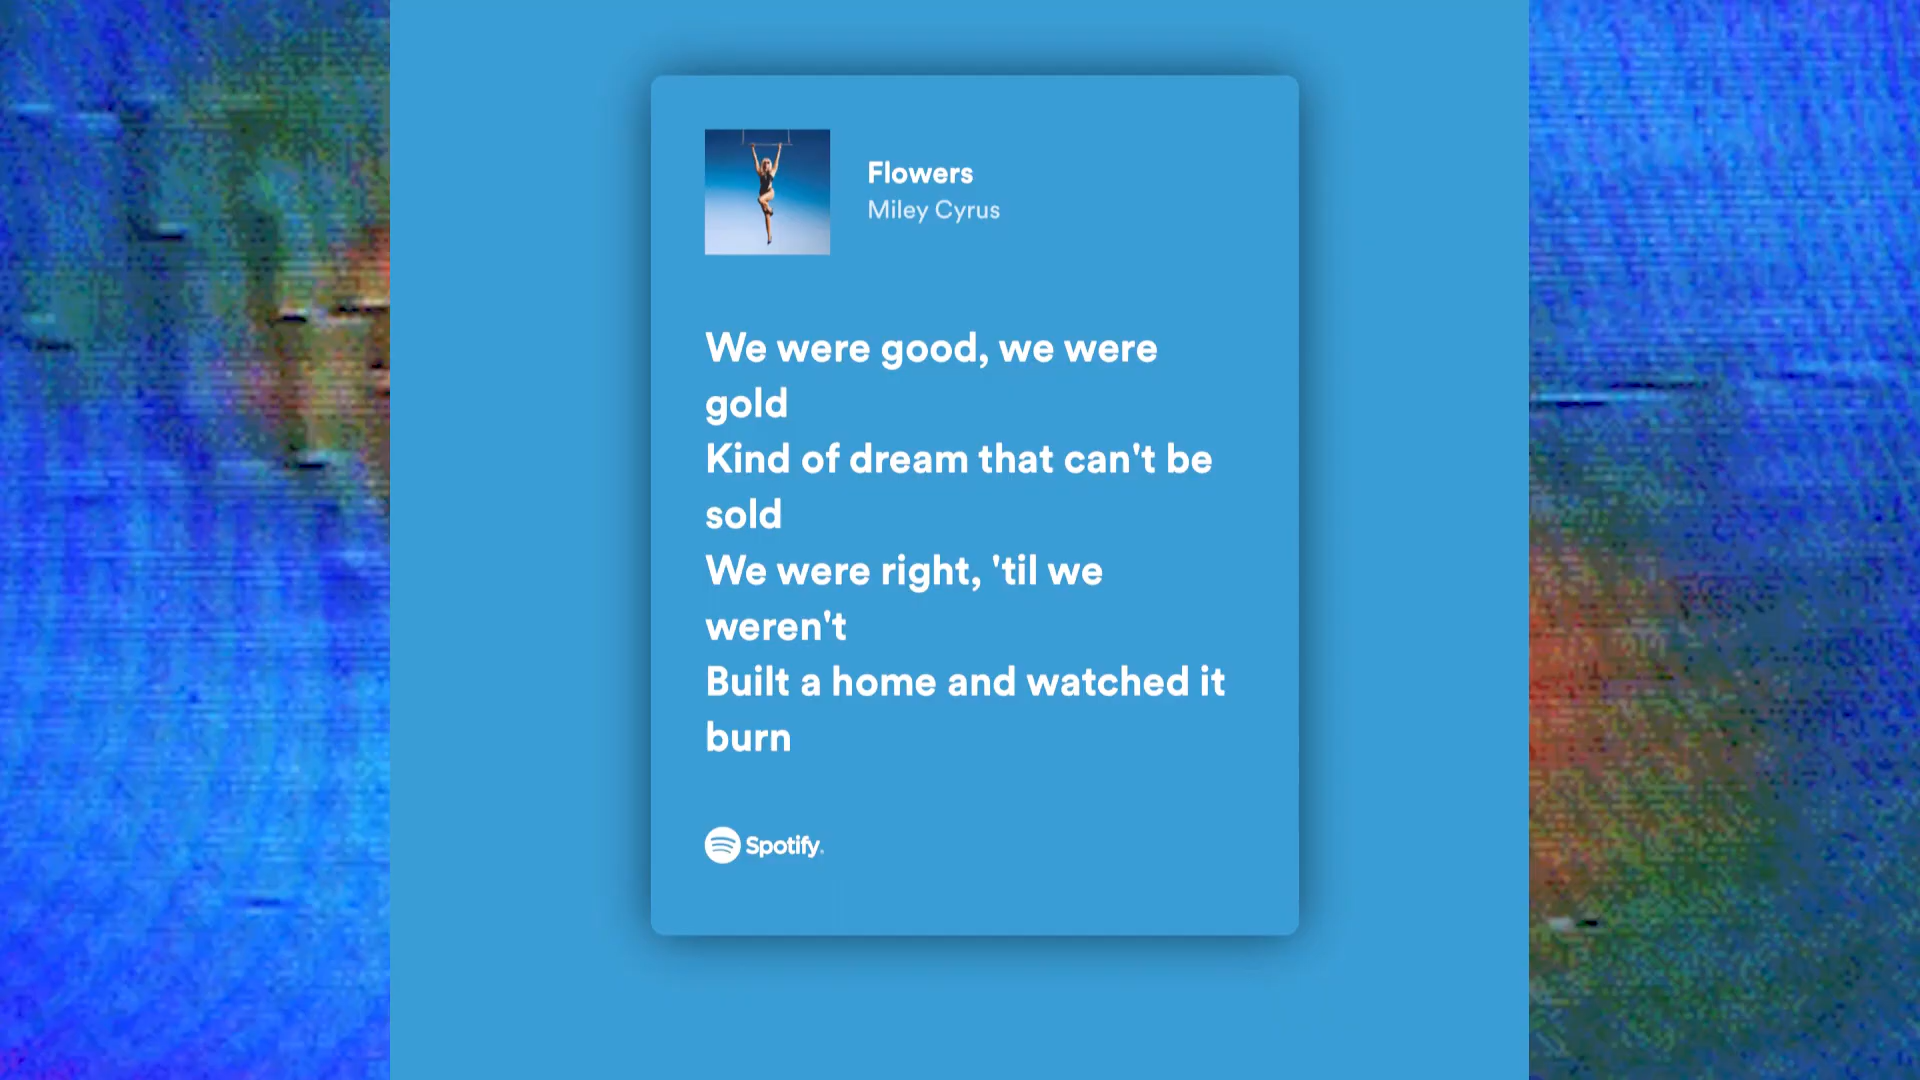 Flowers
Miley Cyrus
We were good, we were
gold
Kind of dream that can't be
sold
We were right, 'til we
weren't
Built a home and watched it
burn
Spotify